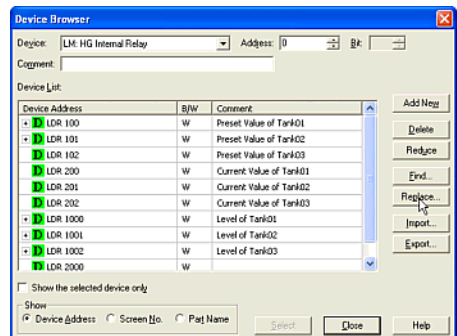 Device Browser
Device: LM: HG Internal Relay Address: 0 Bit:
Comment:
Device List:
Device Address B/W Comment
D LDR 100 W Preset Value of Tank01
D LDR 101 W Preset Value of Tank02
D LDR 102 W Preset Value of Tank03
D LDR 200 W Current Value of Tank01
D LDR 201 W Current Value of Tank02
D LDR 202 W Current Value of Tank03
D LDR 1000 W Level of Tank01
D LDR 1001 W Level of Tank02
D LDR 1002 W Level of Tank03
D LDR 2000 W
Add New
Delete
Reduce
Find...
Replace...
Import...
Export...
Show the selected device only
Show
Device Address Screen No. Part Name
Select Close Help